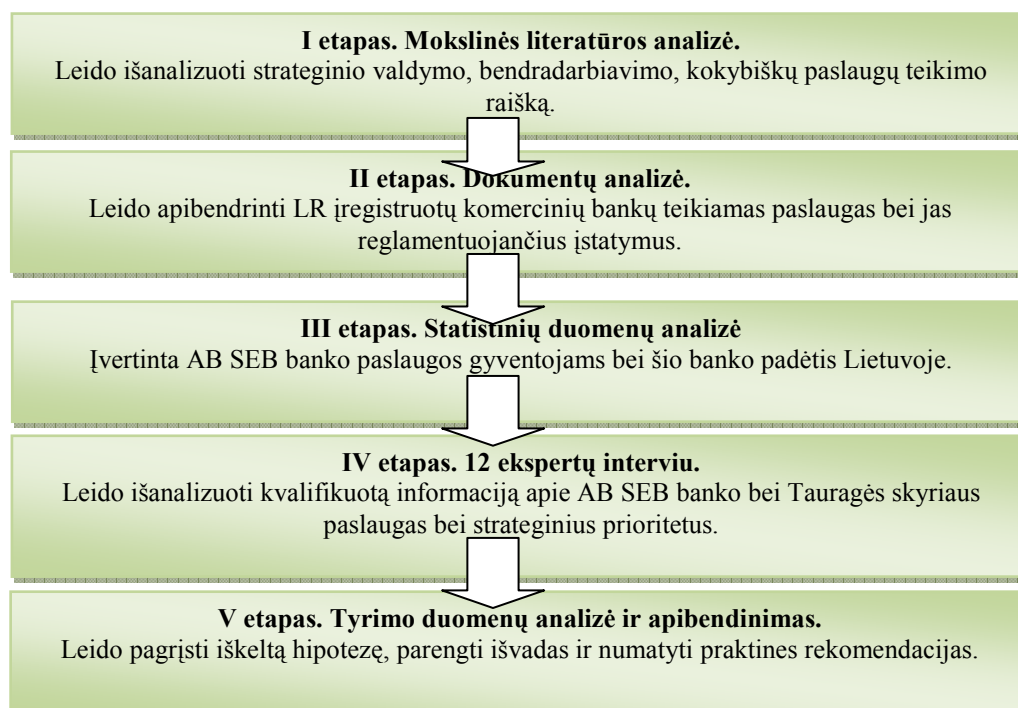 I etapas. Mokslinės literatūros analizė.
Leido išanalizuoti strateginio valdymo, bendradarbiavimo, kokybiškų paslaugų teikimo
raišką.
II etapas. Dokumentų analizė.
Leido apibendrinti LR įregistruotų komercinių bankų teikiamas paslaugas bei jas
reglamentuojančius įstatymus.
III etapas. Statistinių duomenų analizė
Įvertinta AB SEB banko paslaugos gyventojams bei šio banko padėtis Lietuvoje.
IV etapas. 12 ekspertų interviu.
Leido išanalizuoti kvalifikuotą informaciją apie AB SEB banko bei Tauragės skyriaus
paslaugas bei strateginius prioritetus.
V etapas. Tyrimo duomenų analizė ir apibendinimas.
Leido pagrįsti iškeltą hipotezę, parengti išvadas ir numatyti praktines rekomendacijas.